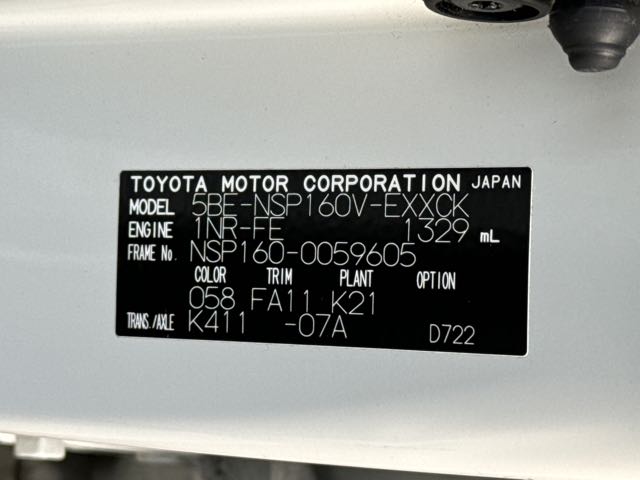 TOYOTA MOTOR CORPORATION JAPAN
MODEL 5BE-NSP160V-EXXCK
ENGINE 1NR-FE 1329 mL
FRAME No NSP160-0059605
COLOR TRIM PLANT OPTION
058 FA11 K21
TRANS./AXLE K411 -07A D722